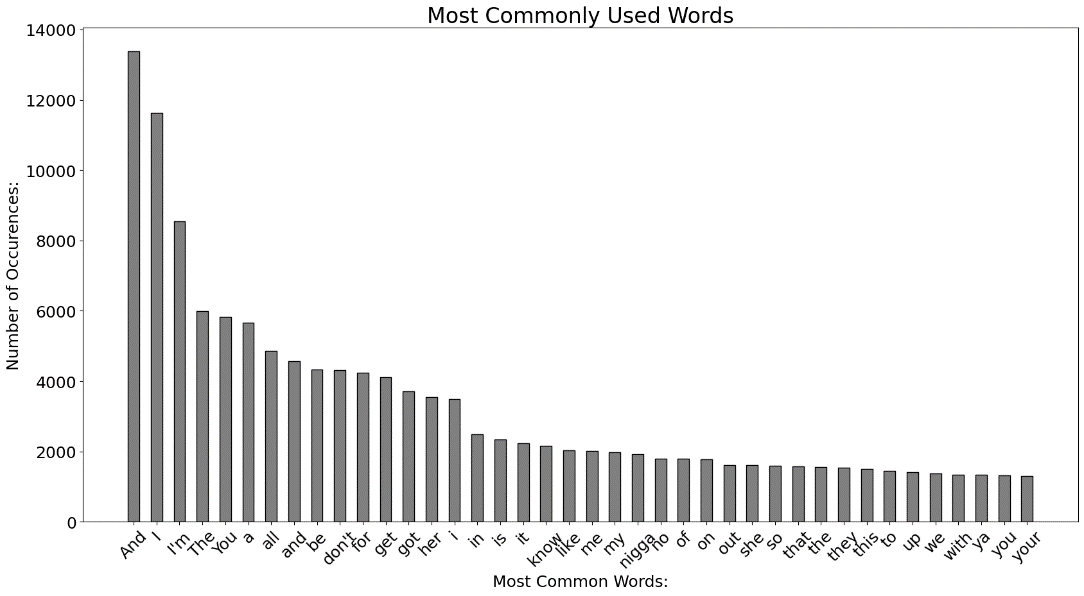 Most Commonly Used Words
Number of Occurences:
14000
12000
10000
8000
6000
4000
2000
0
And I I'm The You a all and be don't for get got her i in is it know like me my nigga no of on out she so that the they this to up we with ya you your
Most Common Words: